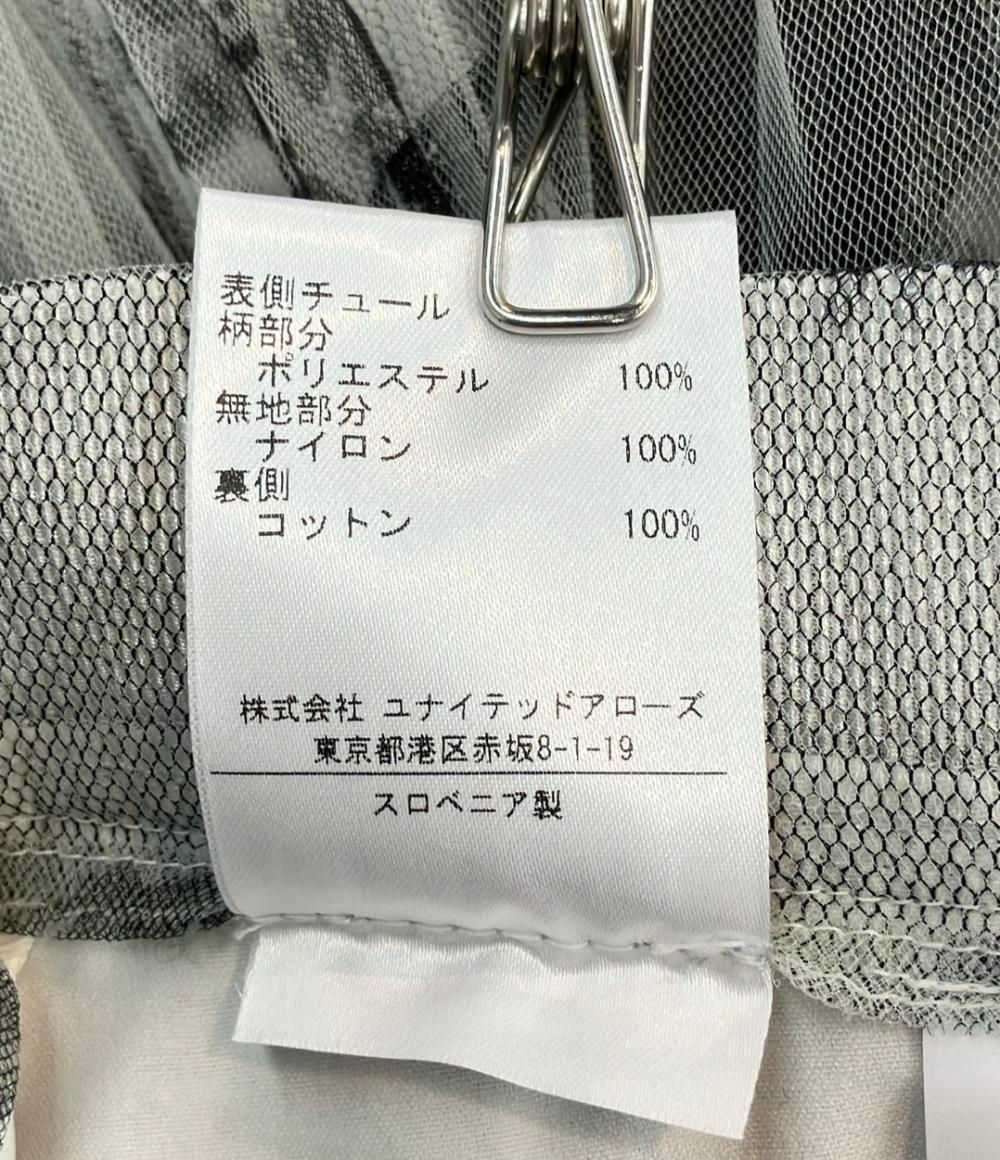 表側チュール
柄部分
ポリエステル 100%
無地部分
ナイロン 100%
裏側
コットン 100%
株式会社 ユナイテッドアローズ
東京都港区赤坂8-1-19
スロベニア製